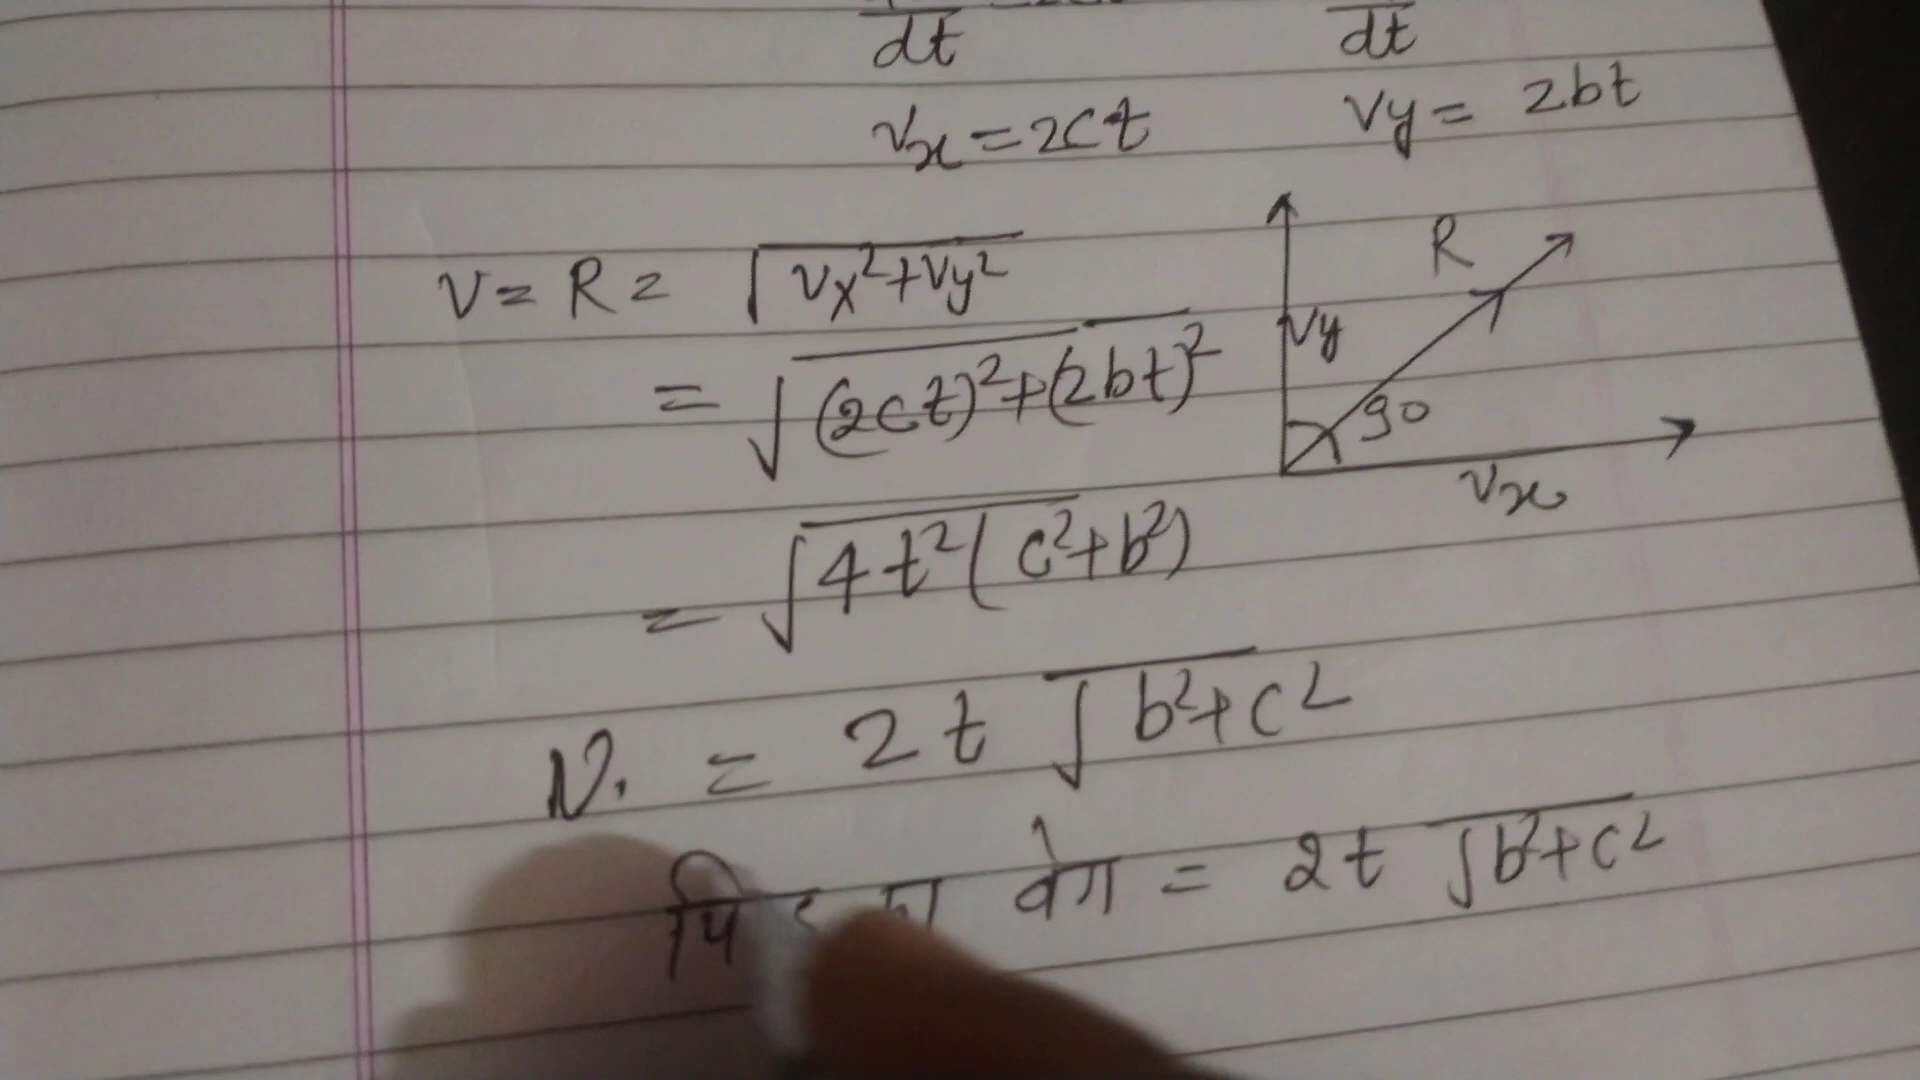 dt dt
vx = 2ct Vy = 2bt
V = R = √vx²+vy²
R
= √(2ct)²+(2bt)²
Vy
90
vx
= √4t²(c²+b²)
V. = 2t √b²+c²
वेग = 2t √b²+c²